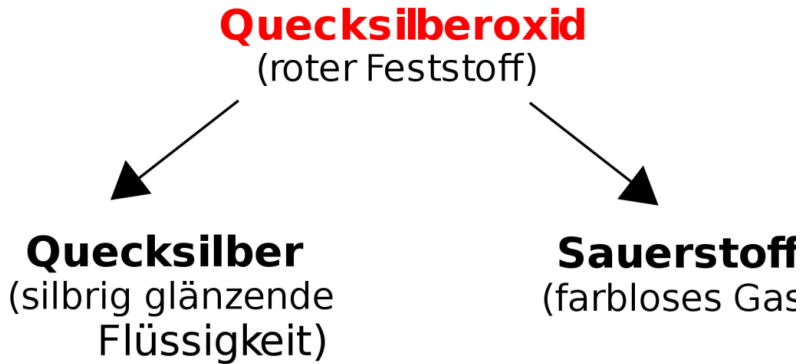 Quecksilberoxid
(roter Feststoff)
Quecksilber
(silbrig glänzende
Flüssigkeit)
Sauerstoff
(farbloses Gas